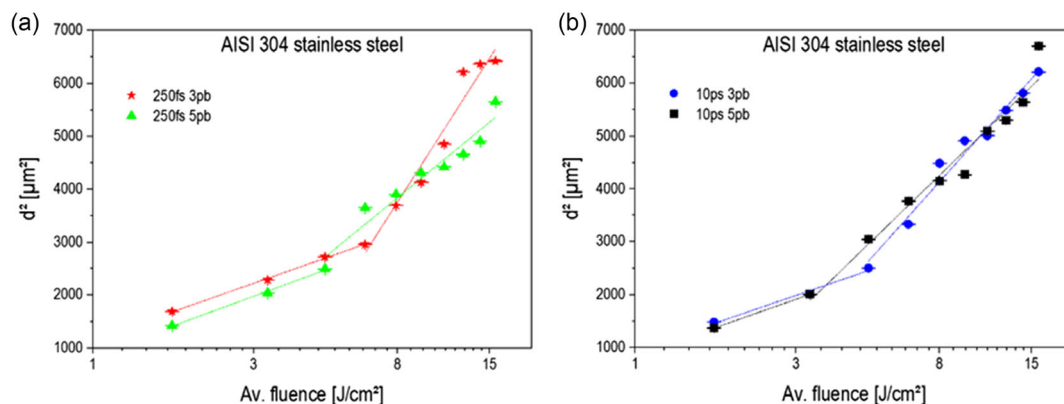 (a)
AISI 304 stainless steel
250fs 3pb
250fs 5pb
7000
6000
5000
4000
3000
2000
1000
d² [µm²]
1
3
8
15
Av. fluence [J/cm²]
(b)
AISI 304 stainless steel
10ps 3pb
10ps 5pb
7000
6000
5000
4000
3000
2000
1000
d² [µm²]
1
3
8
15
Av. fluence [J/cm²]